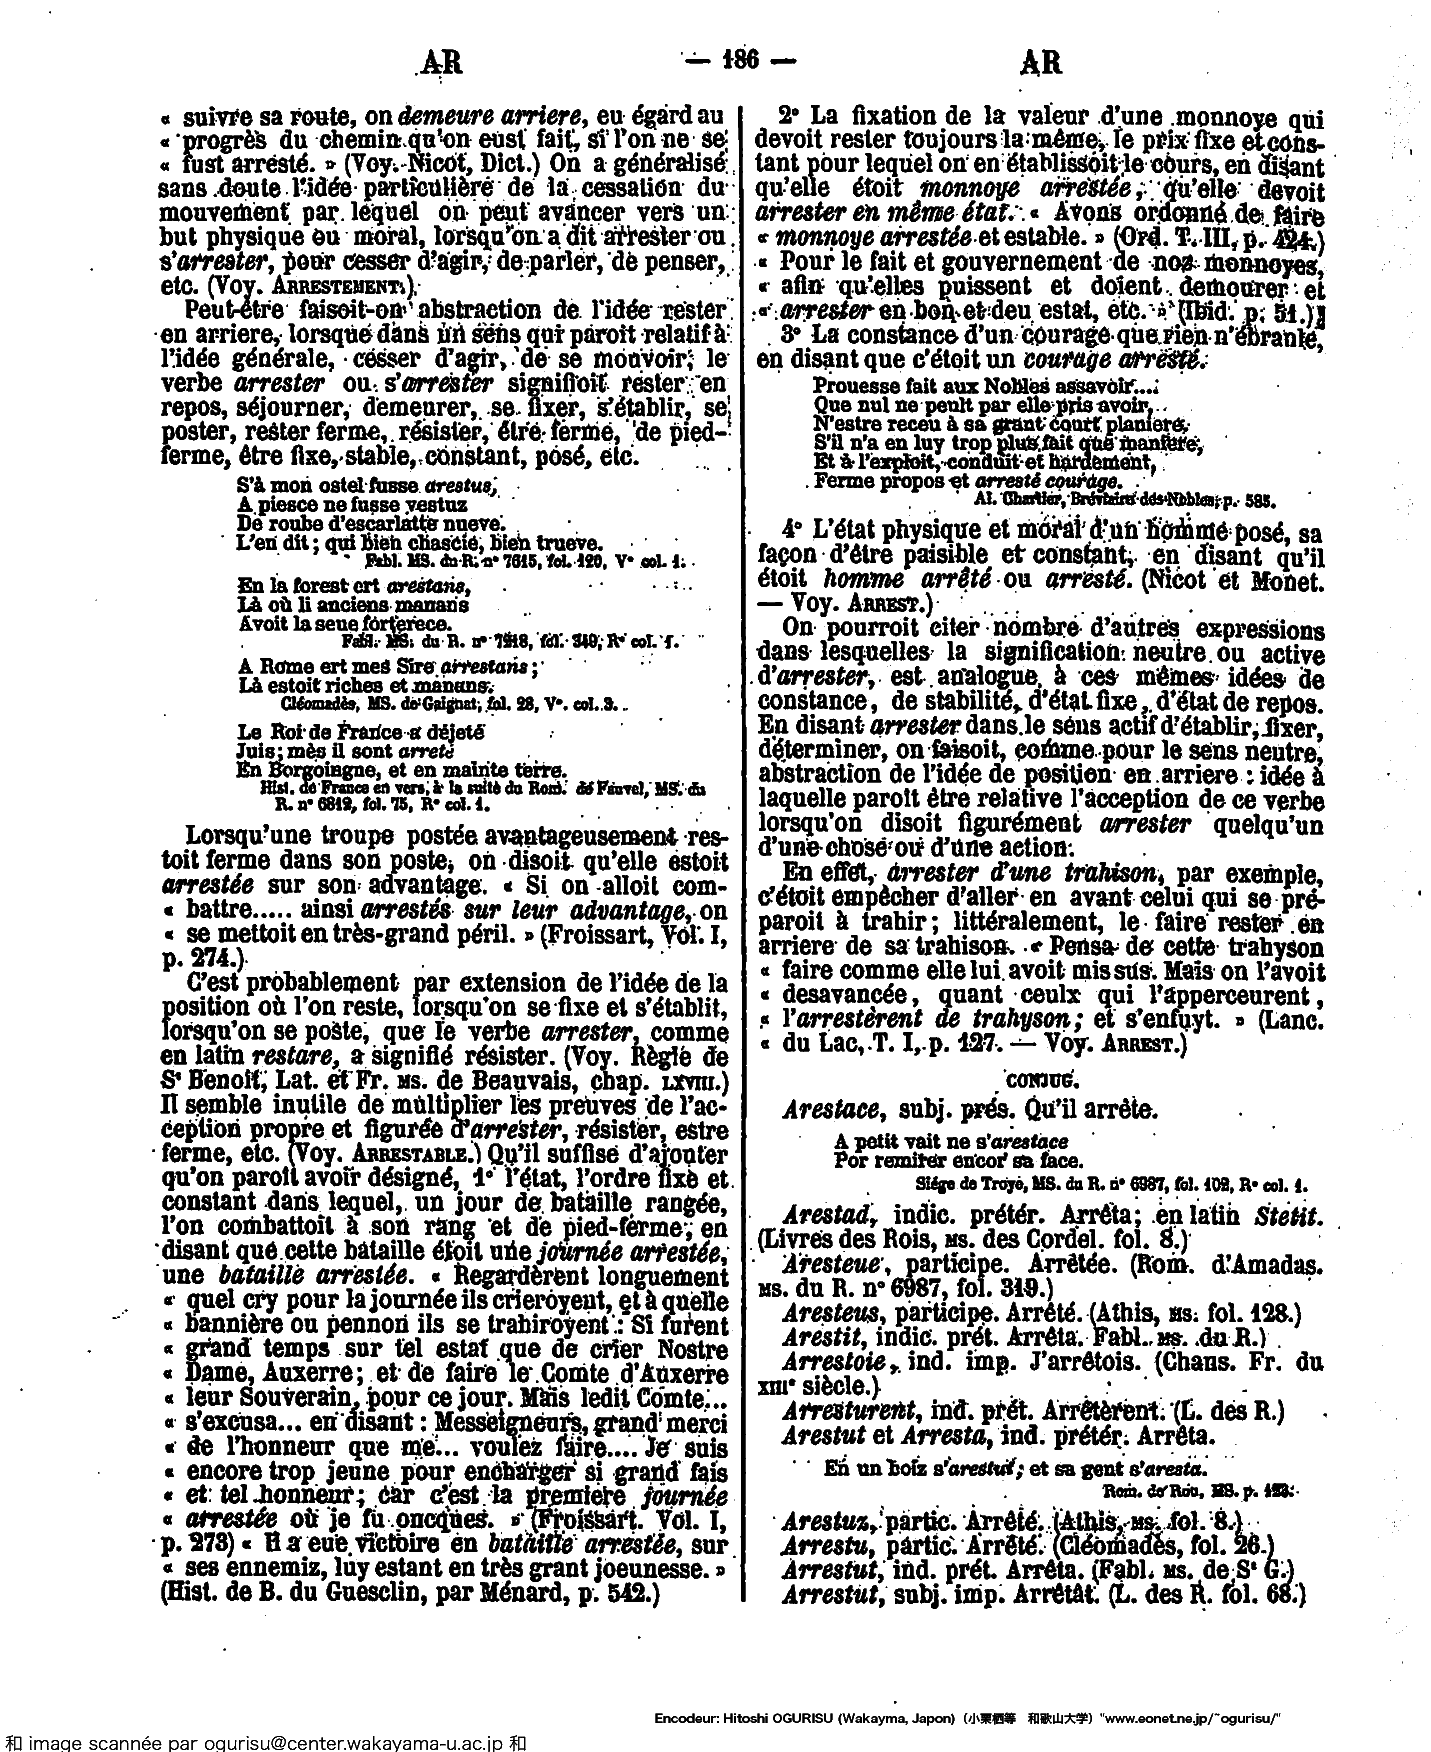 AR
— 186 —
AR
« suivre sa route, on demeure arriere, eu égard au
« progrès du chemin qu'on eust fait, si l'on ne se
« fust arresté. » (Voy. Nicot, Dict.) On a généralisé
sans doute l'idée particulière de la cessation du
mouvement par lequel on peut avancer vers un
but physique ou moral, lorsqu'on a dit arrester ou
s'arrester, pour cesser d'agir, de parler, de penser,
etc. (Voy. ARRESTEMENT.)
Peut-être faisoit-on abstraction de l'idée rester
en arriere, lorsque dans un sens qui paroit relatif à
l'idée générale, cesser d'agir, de se mouvoir, le
verbe arrester ou s'arrester signifioit rester en
repos, séjourner, demeurer, se fixer, s'établir, se
poster, rester ferme, résister, être ferme, de pied-
ferme, être fixe, stable, constant, posé, etc.
S'à mon ostel fusse arestus,
A piesce ne fusse vestuz
De roube d'escarlatte nueve.
L'en dit ; qui bien chascie, bien trueve.
Fabl. MS. du R. n° 7615, fol. 120, V° col. 1.
En la forest ert arestans,
Là où li anciens manans
Avoit la seue forterece.
Fabl. MS. du R. n° 7218, fol. 349, R° col. 1.
A Rome ert mes Sire arrestans ;
Là estoit riches et manans.
Cléomadès, MS. de Gaignat, fol. 28, V°. col. 3.
Le Roi de France a déjeté
Juis ; mès il sont arreté
En Borgoingne, et en mainte terre.
Hist. de France en vers, à la suite du Rom. de Fauvel, MS. du
R. n° 6812, fol. 75, R° col. 1.
Lorsqu'une troupe postée avantageusement res-
toit ferme dans son poste, on disoit qu'elle estoit
arrestée sur son advantage. « Si on alloit com-
« battre..... ainsi arrestés sur leur advantage, on
« se mettoit en très-grand péril. » (Froissart, Vol. I,
p. 274.)
C'est probablement par extension de l'idée de la
position où l'on reste, lorsqu'on se fixe et s'établit,
lorsqu'on se poste, que le verbe arrester, comme
en latin restare, a signifié résister. (Voy. Règle de
St Benoit, Lat. et Fr. MS. de Beauvais, chap. LXVIII.)
Il semble inutile de multiplier les preuves de l'ac-
ception propre et figurée d'arrester, résister, estre
ferme, etc. (Voy. ARRESTABLE.) Qu'il suffise d'ajouter
qu'on paroit avoir désigné, 1° l'état, l'ordre fixe et
constant dans lequel, un jour de bataille rangée,
l'on combattoit à son rang et de pied-ferme, en
disant que cette bataille étoit une journée arrestée,
une bataille arrestée. « Regardèrent longuement
« quel cry pour la journée ils crieroyent, et à quelle
« bannière ou pennon ils se trahiroyent : Si furent
« grand temps sur tel estat que de crier Nostre
« Dame, Auxerre ; et de faire le Comte d'Auxerre
« leur Souverain, pour ce jour. Mais ledit Comte...
« s'excusa... en disant : Messeigneurs, grand merci
« de l'honneur que me... voulez faire.... Je suis
« encore trop jeune pour encharger si grand fais
« et tel honneur ; car c'est la premiere journée
« arrestée où je fu oncques. » (Froissart. Vol. I,
p. 273) « Il a eue victoire en bataille arrestée, sur
« ses ennemiz, luy estant en très grant joeunesse. »
(Hist. de B. du Guesclin, par Ménard, p. 542.)
2° La fixation de la valeur d'une monnoye qui
devoit rester toujours la même, le prix fixe et cons-
tant pour lequel on en établissoit le cours, en disant
qu'elle étoit monnoye arrestée, qu'elle devoit
arrester en même état. « Avons ordonné de faire
« monnoye arrestée et estable. » (Ord. T. III, p. 424.)
« Pour le fait et gouvernement de nos monnoyes,
« afin qu'elles puissent et doient demourer et
« arrester en bon et deu estat, etc. » [Ibid. p. 51.)]
3° La constance d'un courage que rien n'ébranle,
en disant que c'étoit un courage arresté.
Prouesse fait aux Nobles assavoir...
Que nul ne peult par elle pris avoir,
N'estre receu à sa grant court planiere,
S'il n'a en luy trop plus fait que maniere,
Et à l'exploit, conduit et hardement,
Ferme propos et arresté courage.
Al. Chartier, Bréviaire des Nobles, p. 585.
4° L'état physique et moral d'un homme posé, sa
façon d'être paisible et constant, en disant qu'il
étoit homme arrêté ou arresté. (Nicot et Monet.
— Voy. ARREST.)
On pourroit citer nombre d'autres expressions
dans lesquelles la signification neutre ou active
d'arrester, est analogue à ces mêmes idées de
constance, de stabilité, d'état fixe, d'état de repos.
En disant arrester dans le sens actif d'établir, fixer,
déterminer, on faisoit, comme pour le sens neutre,
abstraction de l'idée de position en arriere : idée à
laquelle paroit être relative l'acception de ce verbe
lorsqu'on disoit figurément arrester quelqu'un
d'une chose ou d'une action.
En effet, arrester d'une trahison, par exemple,
c'étoit empêcher d'aller en avant celui qui se pré-
paroit à trahir ; littéralement, le faire rester en
arriere de sa trahison. « Pensa de cette trahyson
« faire comme elle lui avoit mis sus. Mais on l'avoit
« desavancée, quant ceulx qui l'apperceurent,
« l'arrestèrent de trahyson ; et s'enfuyt. » (Lanc.
« du Lac, T. I, p. 127. — Voy. ARREST.)
CONJUG.
Arestace, subj. prés. Qu'il arrête.
A petit vait ne s'arestace
Por remirer encor sa face.
Siége de Troye, MS. du R. n° 6987, fol. 102, R° col. 1.
Arestad, indic. prétér. Arrêta ; en latin Stetit.
(Livres des Rois, MS. des Cordel. fol. 8.)
Aresteue, participe. Arrêtée. (Rom. d'Amadas.
MS. du R. n° 6987, fol. 319.)
Aresteus, participe. Arrêté. (Athis, MS. fol. 128.)
Arestit, indic. prét. Arrêta. Fabl. MS. du R.)
Arrestoie, ind. imp. J'arrêtois. (Chans. Fr. du
XIIIe siècle.)
Arresturent, ind. prét. Arrêtèrent. (L. des R.)
Arestut et Arresta, ind. prétér. Arrêta.
En un boiz s'arestut ; et sa gent s'aresta.
Rom. de Rou, MS. p. 123.
Arestuz, partic. Arrêté. (Athis, MS. fol. 8.)
Arrestu, partic. Arrêté. (Cléomadès, fol. 26.)
Arrestut, ind. prét. Arrêta. (Fabl. MS. de St G.)
Arrestut, subj. imp. Arrêtât. (L. des R. fol. 68.)
Encodeur: Hitoshi OGURISU (Wakayma, Japon)（小栗栖等　和歌山大学）"www.eonet.ne.jp/~ogurisu/"
和 image scannée par ogurisu@center.wakayama-u.ac.jp 和